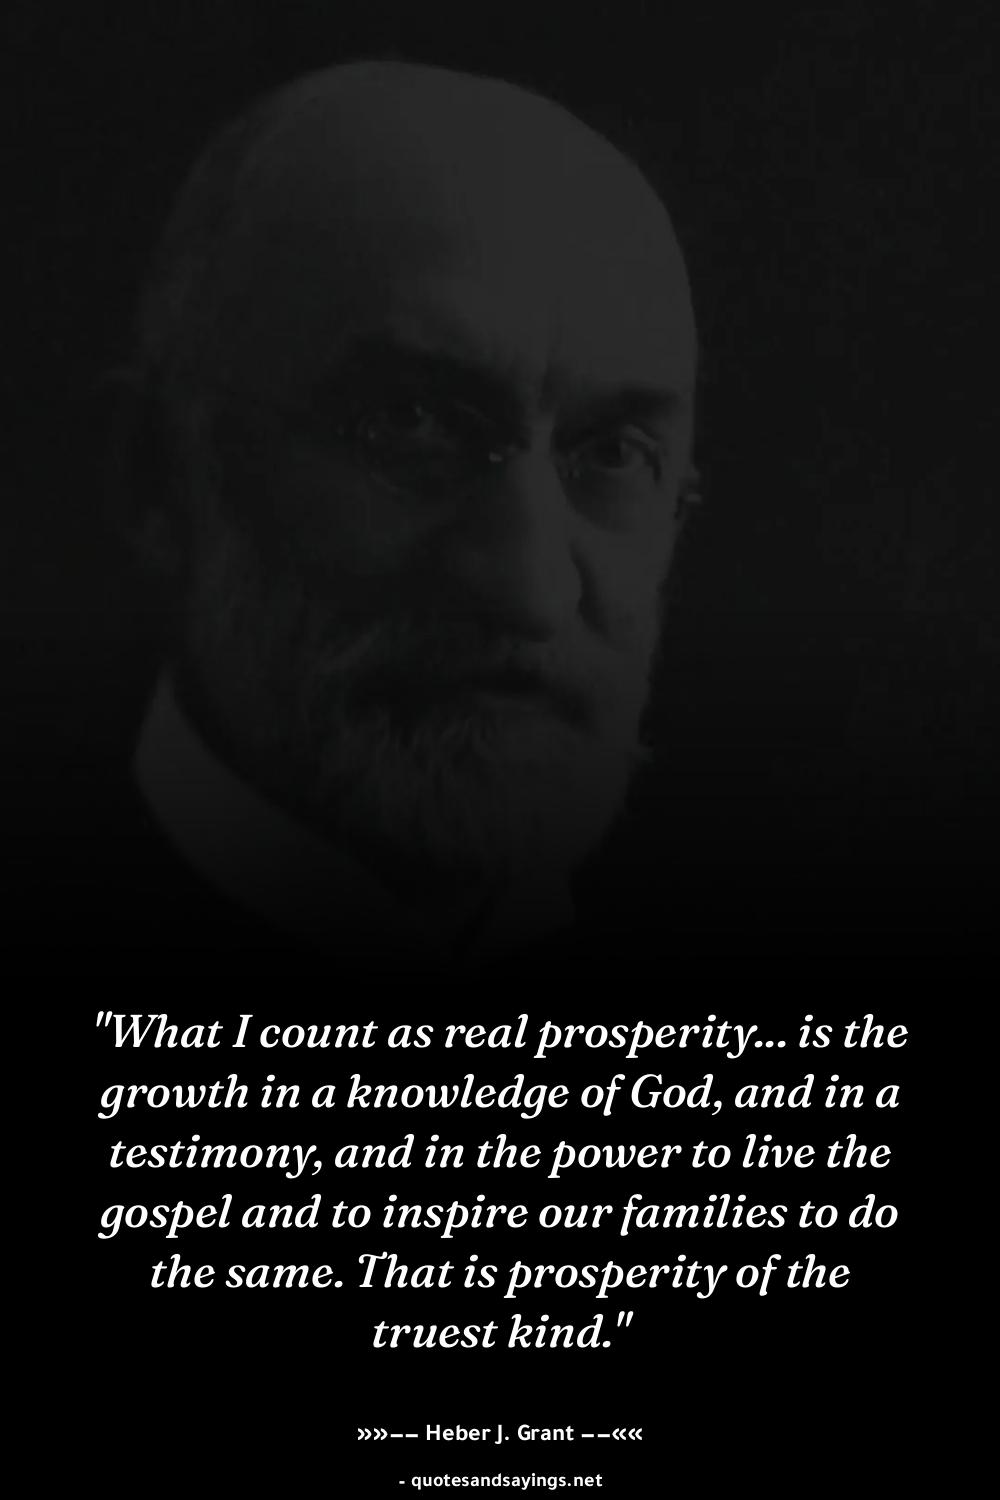 "What I count as real prosperity... is the
growth in a knowledge of God, and in a
testimony, and in the power to live the
gospel and to inspire our families to do
the same. That is prosperity of the
truest kind."
»»−− Heber J. Grant −−««
- quotesandsayings.net